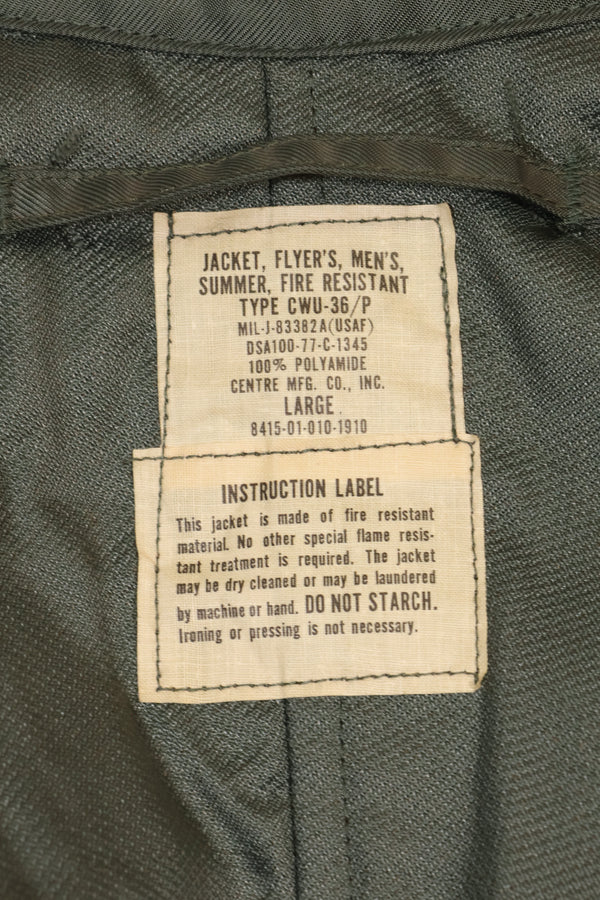 JACKET, FLYER'S, MEN'S,
SUMMER, FIRE RESISTANT
TYPE CWU-36/P
MIL-J-83382A(USAF)
DSA100-77-C-1345
100% POLYAMIDE
CENTRE MFG. CO., INC.
LARGE
8415-01-010-1910
INSTRUCTION LABEL
This jacket is made of fire resistant
material. No other special flame resis-
tant treatment is required. The jacket
may be dry cleaned or may be laundered
by machine or hand. DO NOT STARCH.
Ironing or pressing is not necessary.